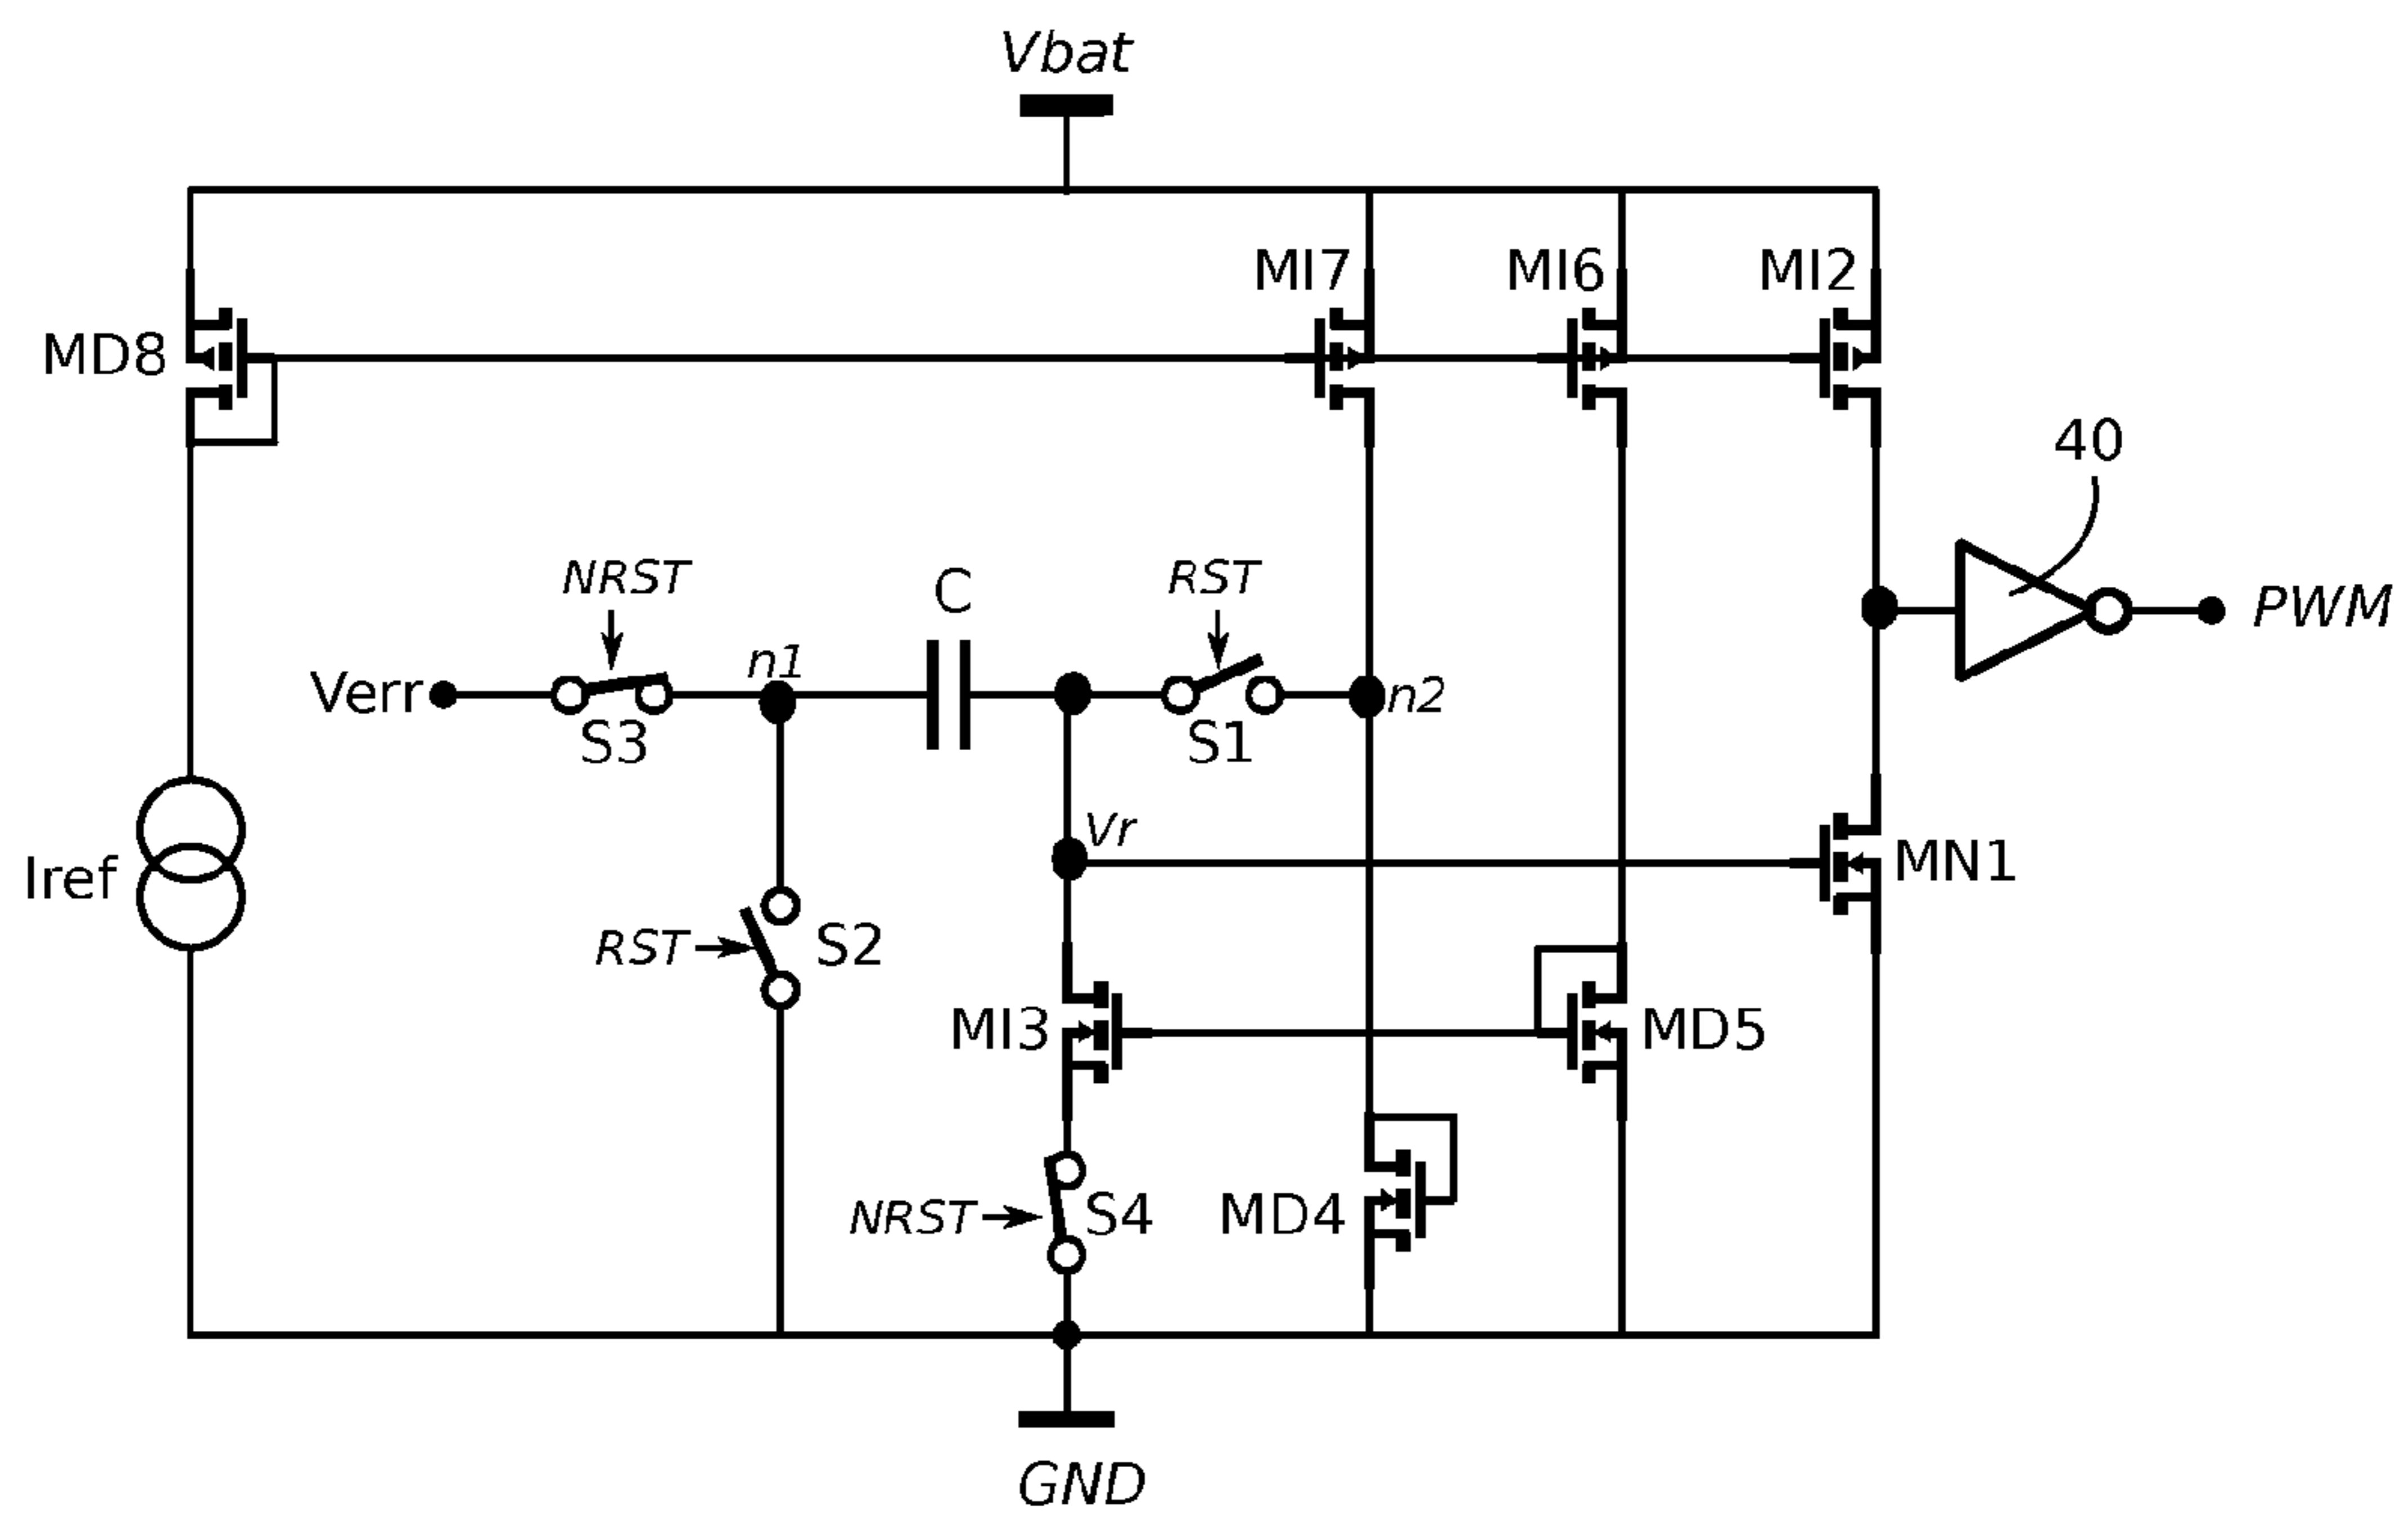 Vbat
MI7
MI6
MI2
MD8
40
NRST
C
RST
PWM
n1
Verr
n2
S3
S1
Vr
Iref
MN1
RST
S2
MI3
MD5
NRST
S4
MD4
GND